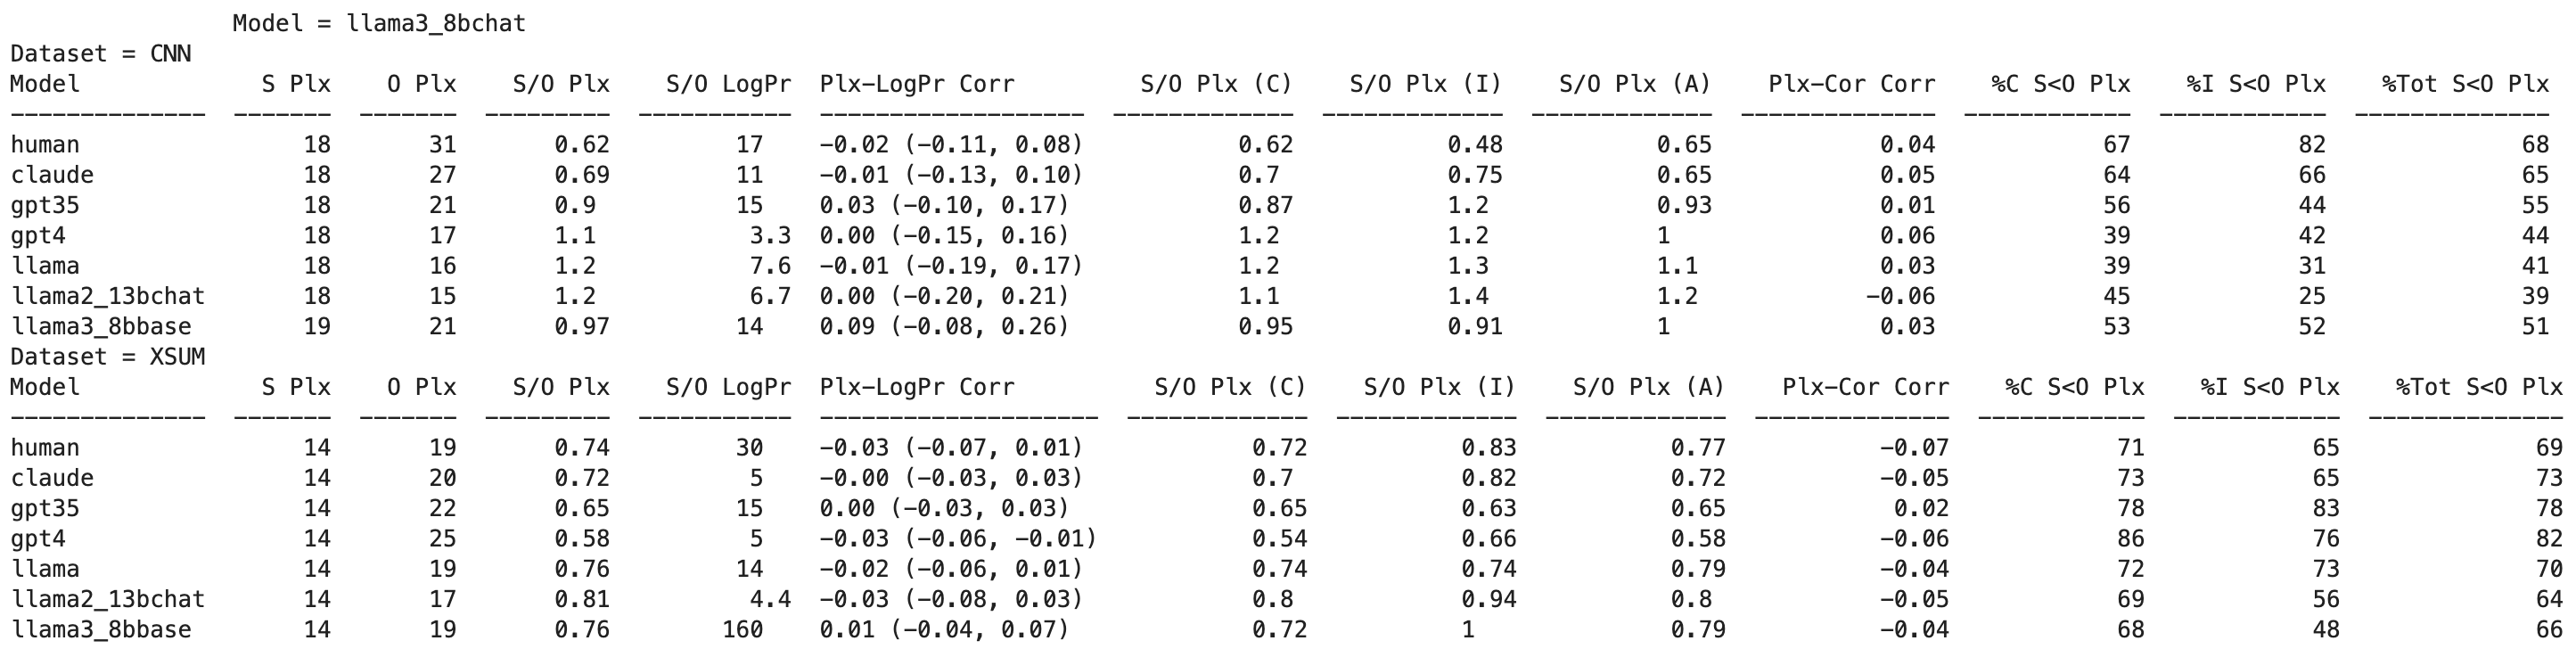 Model = llama3_8bchat
Dataset = CNN
Model S Plx O Plx S/O Plx S/O LogPr Plx-LogPr Corr S/O Plx (C) S/O Plx (I) S/O Plx (A) Plx-Cor Corr %C S<O Plx %I S<O Plx %Tot S<O Plx
-------------- ------- ------- --------- ----------- ------------------- ------------- ------------- ------------- -------------- ------------ ------------ --------------
human 18 31 0.62 17 -0.02 (-0.11, 0.08) 0.62 0.48 0.65 0.04 67 82 68
claude 18 27 0.69 11 -0.01 (-0.13, 0.10) 0.7 0.75 0.65 0.05 64 66 65
gpt35 18 21 0.9 15 0.03 (-0.10, 0.17) 0.87 1.2 0.93 0.01 56 44 55
gpt4 18 17 1.1 3.3 0.00 (-0.15, 0.16) 1.2 1.2 1 0.06 39 42 44
llama 18 16 1.2 7.6 -0.01 (-0.19, 0.17) 1.2 1.3 1.1 0.03 39 31 41
llama2_13bchat 18 15 1.2 6.7 0.00 (-0.20, 0.21) 1.1 1.4 1.2 -0.06 45 25 39
llama3_8bbase 19 21 0.97 14 0.09 (-0.08, 0.26) 0.95 0.91 1 0.03 53 52 51
Dataset = XSUM
Model S Plx O Plx S/O Plx S/O LogPr Plx-LogPr Corr S/O Plx (C) S/O Plx (I) S/O Plx (A) Plx-Cor Corr %C S<O Plx %I S<O Plx %Tot S<O Plx
-------------- ------- ------- --------- ----------- -------------------- ------------- ------------- ------------- -------------- ------------ ------------ --------------
human 14 19 0.74 30 -0.03 (-0.07, 0.01) 0.72 0.83 0.77 -0.07 71 65 69
claude 14 20 0.72 5 -0.00 (-0.03, 0.03) 0.7 0.82 0.72 -0.05 73 65 73
gpt35 14 22 0.65 15 0.00 (-0.03, 0.03) 0.65 0.63 0.65 0.02 78 83 78
gpt4 14 25 0.58 5 -0.03 (-0.06, -0.01) 0.54 0.66 0.58 -0.06 86 76 82
llama 14 19 0.76 14 -0.02 (-0.06, 0.01) 0.74 0.74 0.79 -0.04 72 73 70
llama2_13bchat 14 17 0.81 4.4 -0.03 (-0.08, 0.03) 0.8 0.94 0.8 -0.05 69 56 64
llama3_8bbase 14 19 0.76 160 0.01 (-0.04, 0.07) 0.72 1 0.79 -0.04 68 48 66